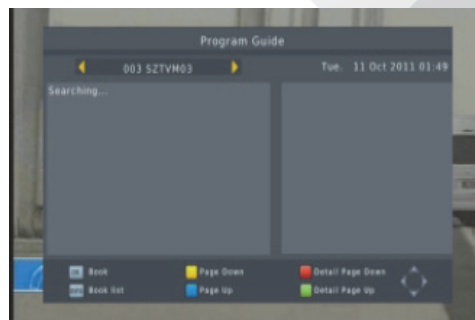 Program Guide
003 SZTVM03 Tue. 11 Oct 2011 01:49
Searching...
OK Book Page Down Detail Page Down
Book list Page Up Detail Page Up